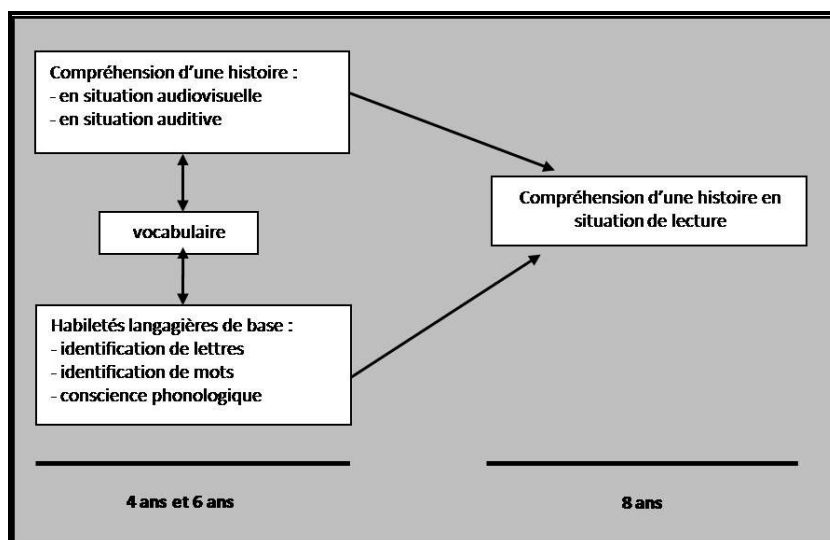 Compréhension d'une histoire :
- en situation audiovisuelle
- en situation auditive
vocabulaire
Habiletés langagières de base :
- identification de lettres
- identification de mots
- conscience phonologique
Compréhension d'une histoire en
situation de lecture
4 ans et 6 ans
8 ans